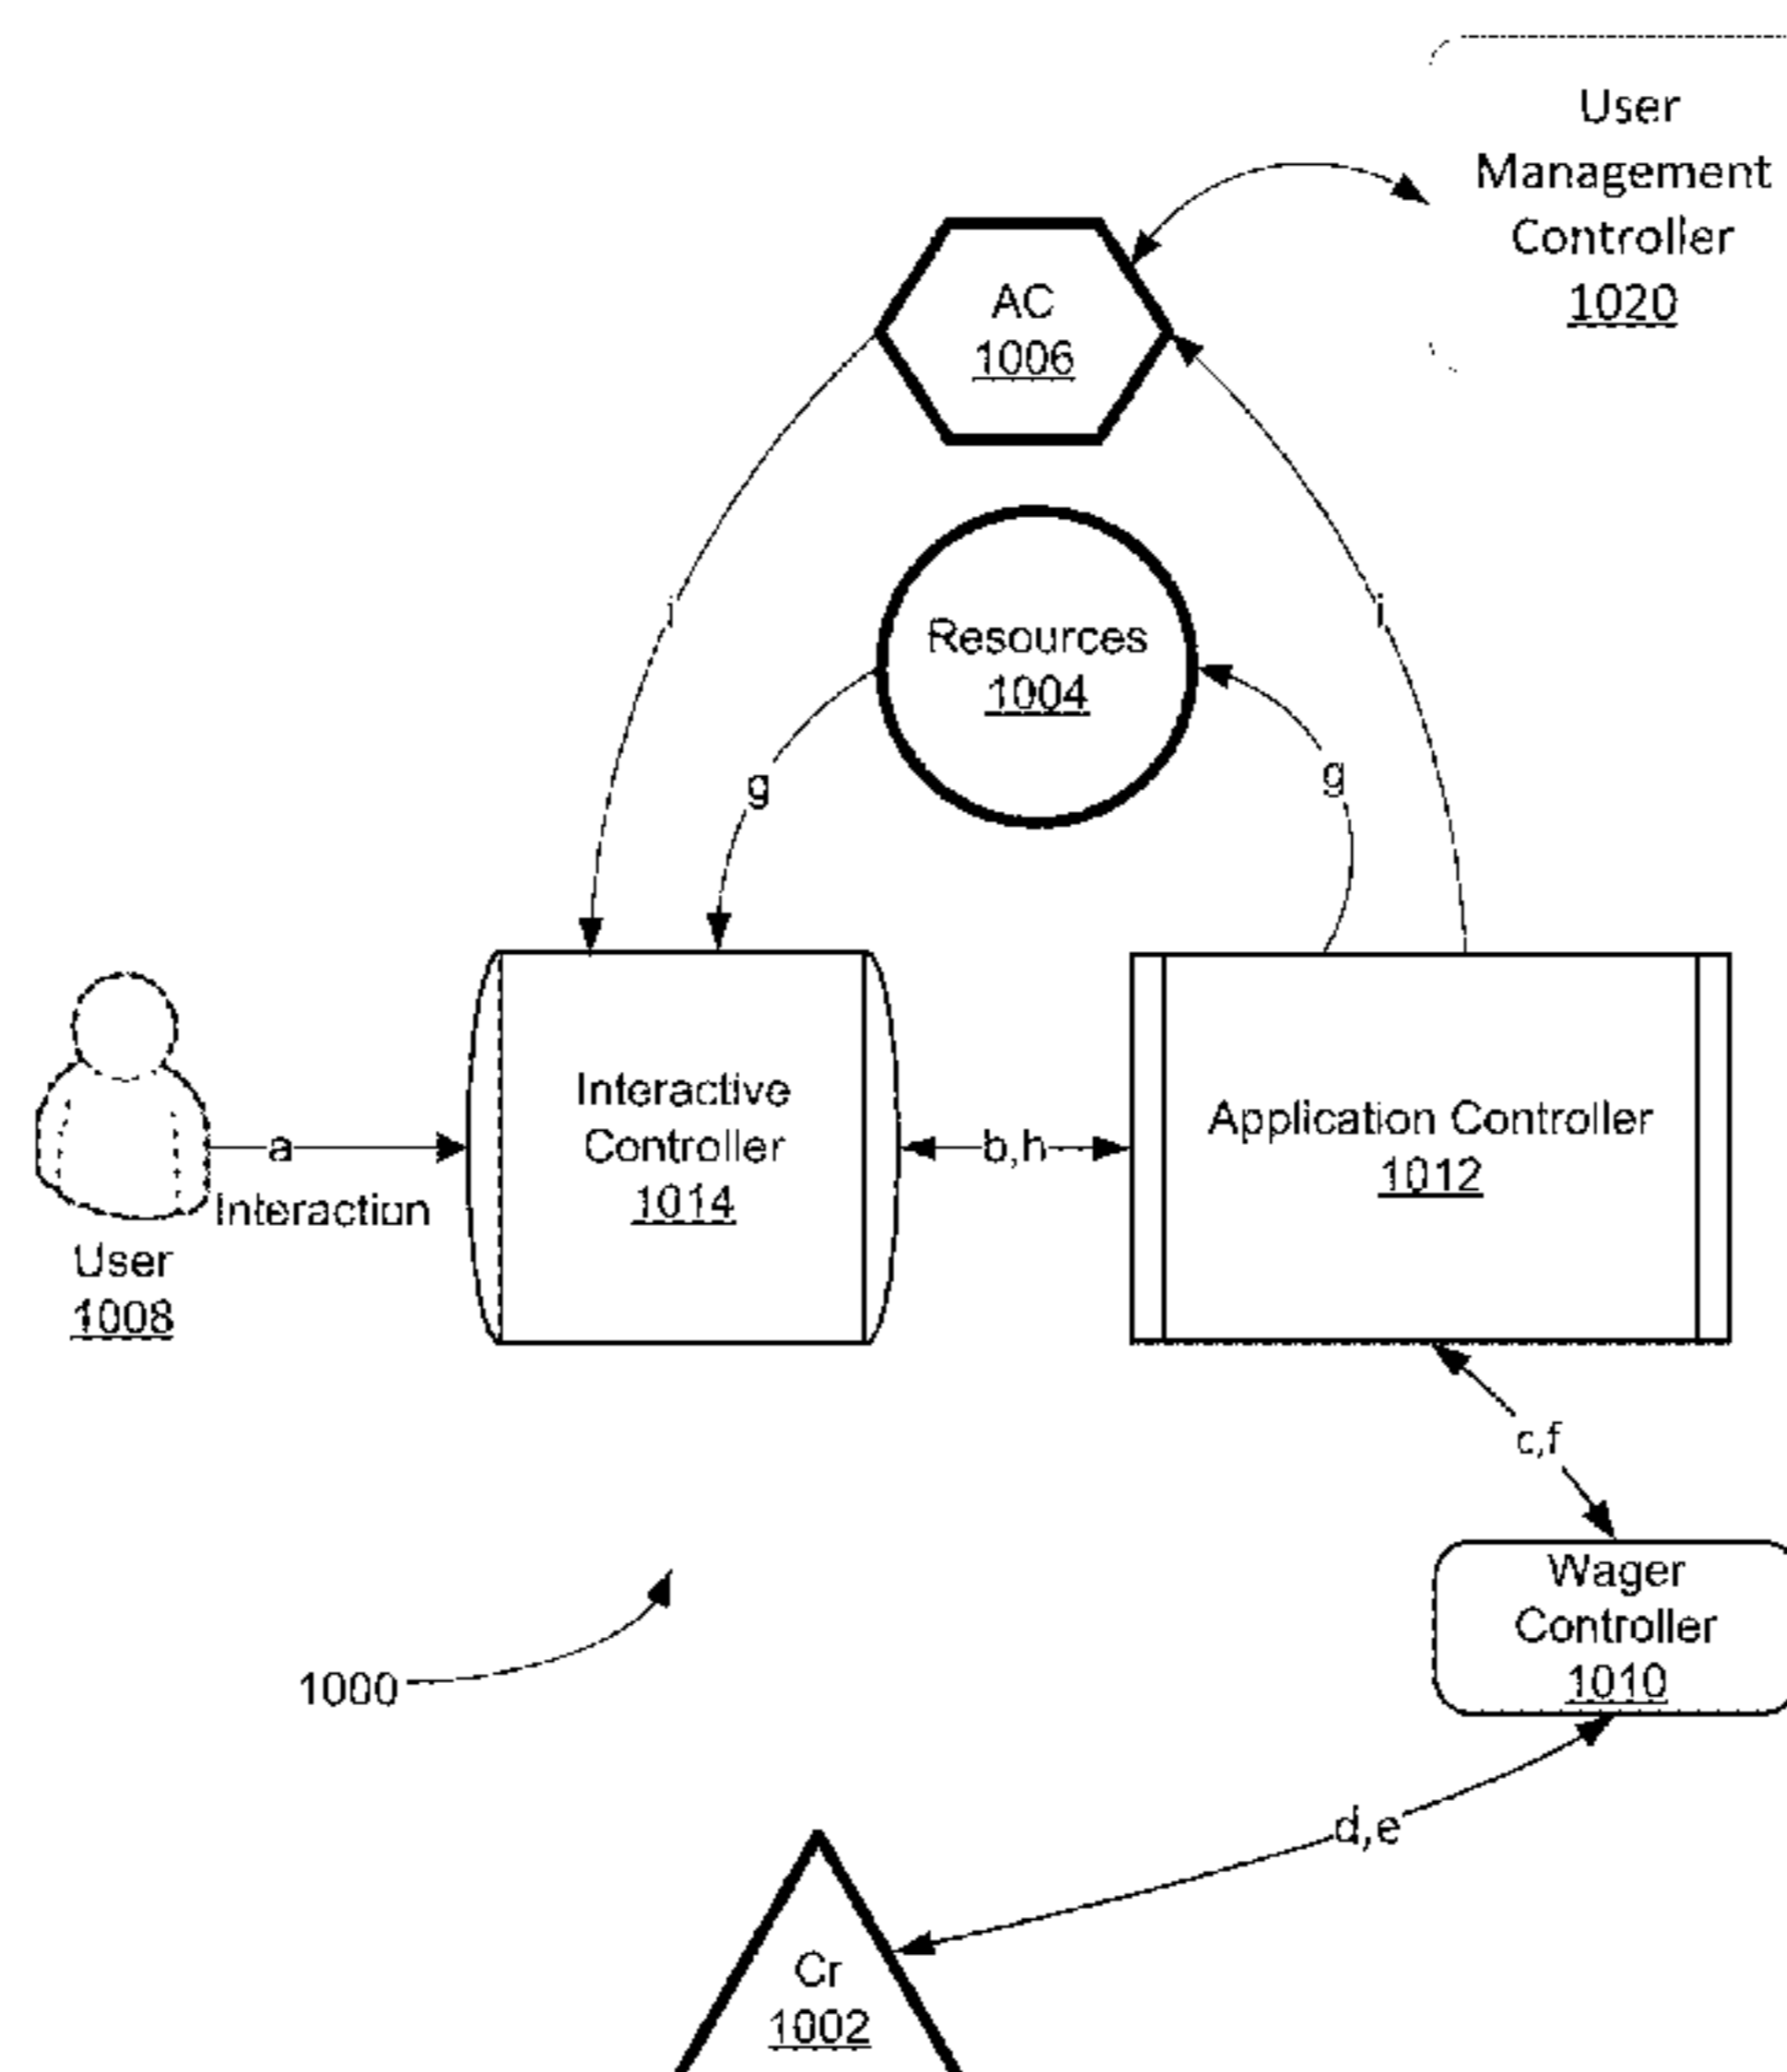 User
Management
Controller
1020
AC
1006
Resources
1004
g
g
Interactive
Controller
1014
Application Controller
1012
a
Interaction
b,h
User
1008
c,f
Wager
Controller
1010
1000
d,e
Cr
1002